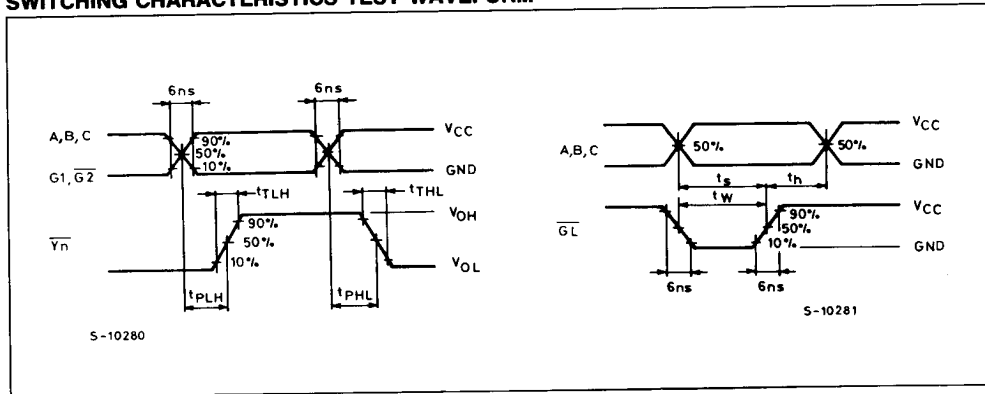 SWITCHING CHARACTERISTICS TEST WAVEFORM
6ns
6ns
A, B, C
90%
50%
10%
VCC
G1, G2
GND
tTLH
tTHL
Yn
90%
50%
10%
VOH
VOL
tPLH
tPHL
S-10280
A, B, C
50%
50%
VCC
GND
ts
th
tW
GL
90%
50%
10%
VCC
GND
6ns
6ns
S-10281